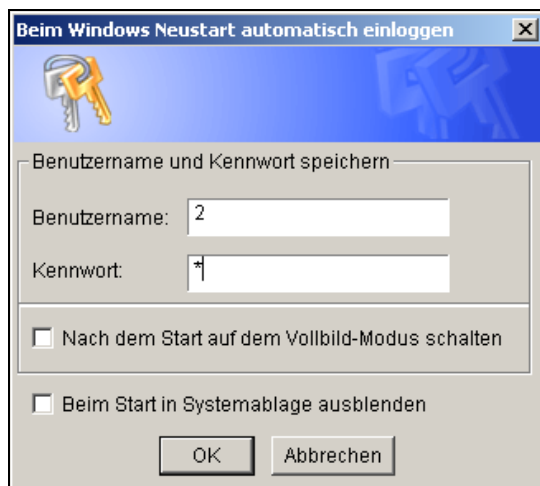 Beim Windows Neustart automatisch einloggen
Benutzername und Kennwort speichern
Benutzername: 2
Kennwort: *
Nach dem Start auf dem Vollbild-Modus schalten
Beim Start in Systemablage ausblenden
OK Abbrechen